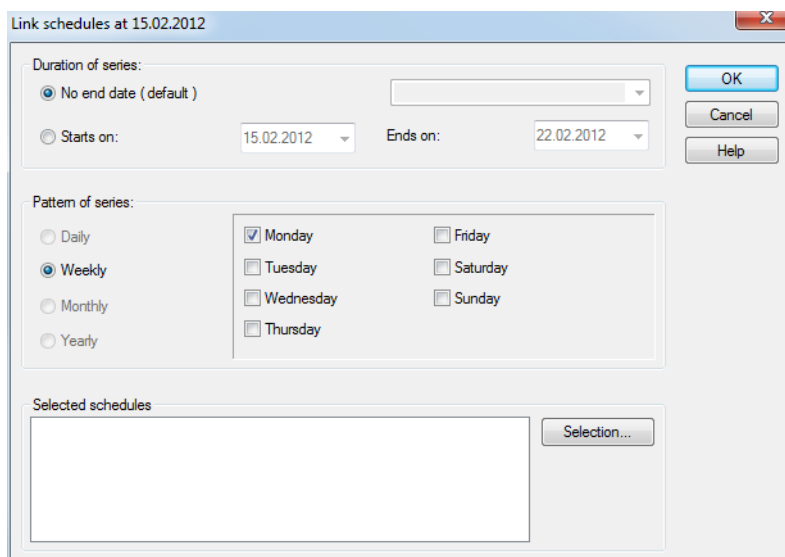 Link schedules at 15.02.2012
Duration of series:
No end date ( default )
Starts on: 15.02.2012 Ends on: 22.02.2012
OK
Cancel
Help
Pattern of series:
Daily
Weekly
Monthly
Yearly
Monday Friday
Tuesday Saturday
Wednesday Sunday
Thursday
Selected schedules
Selection...